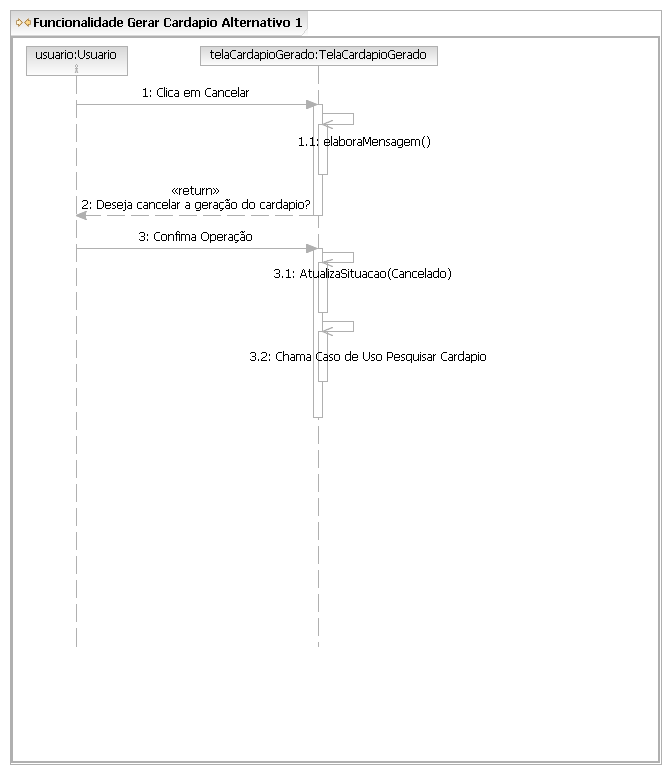 Funcionalidade Gerar Cardapio Alternativo 1
usuario:Usuario
telaCardapioGerado:TelaCardapioGerado
1: Clica em Cancelar
1.1: elaboraMensagem()
«return»
2: Deseja cancelar a geração do cardapio?
3: Confima Operação
3.1: AtutlizaSituacao(Cancelado)
3.2: Chama Caso de Uso Pesquisar Cardapio